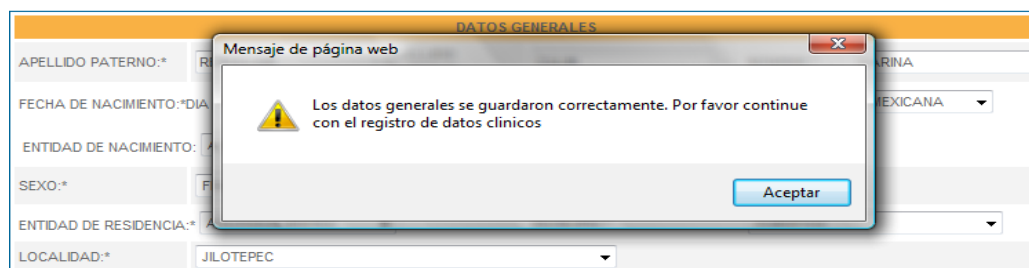 DATOS GENERALES
Mensaje de página web
APELLIDO PATERNO:*
Los datos generales se guardaron correctamente. Por favor continue
con el registro de datos clinicos
FECHA DE NACIMIENTO:*DIA
MEXICANA
ENTIDAD DE NACIMIENTO:
SEXO:*
Aceptar
ENTIDAD DE RESIDENCIA:*
LOCALIDAD:*
JILOTEPEC